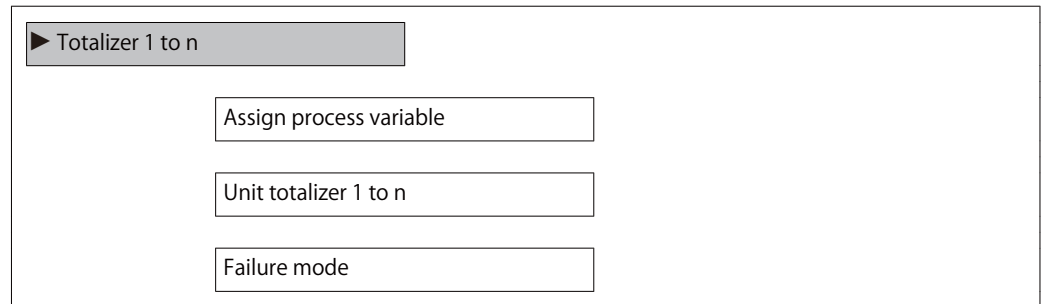 ▶ Totalizer 1 to n
Assign process variable
Unit totalizer 1 to n
Failure mode